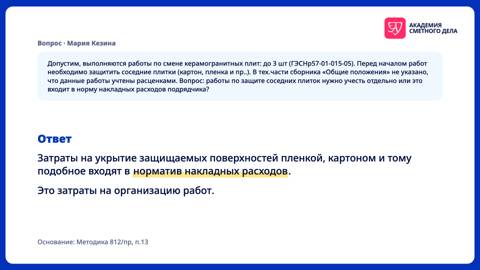 АКАДЕМИЯ
СМЕТНОГО ДЕЛА
Вопрос · Мария Кезина
Допустим, выполняются работы по смене керамогранитных плит: до 3 шт (ГЭСНр57-01-015-05). Перед началом работ
необходимо защитить соседние плитки (картон, пленка и пр..). В тех.части сборника «Общие положения» не указано,
что данные работы учтены расценками. Вопрос: работы по защите соседних плиток нужно учесть отдельно или это
входит в норму накладных расходов подрядчика?
Ответ
Затраты на укрытие защищаемых поверхностей пленкой, картоном и тому
подобное входят в норматив накладных расходов.
Это затраты на организацию работ.
Основание: Методика 812/пр, п.13